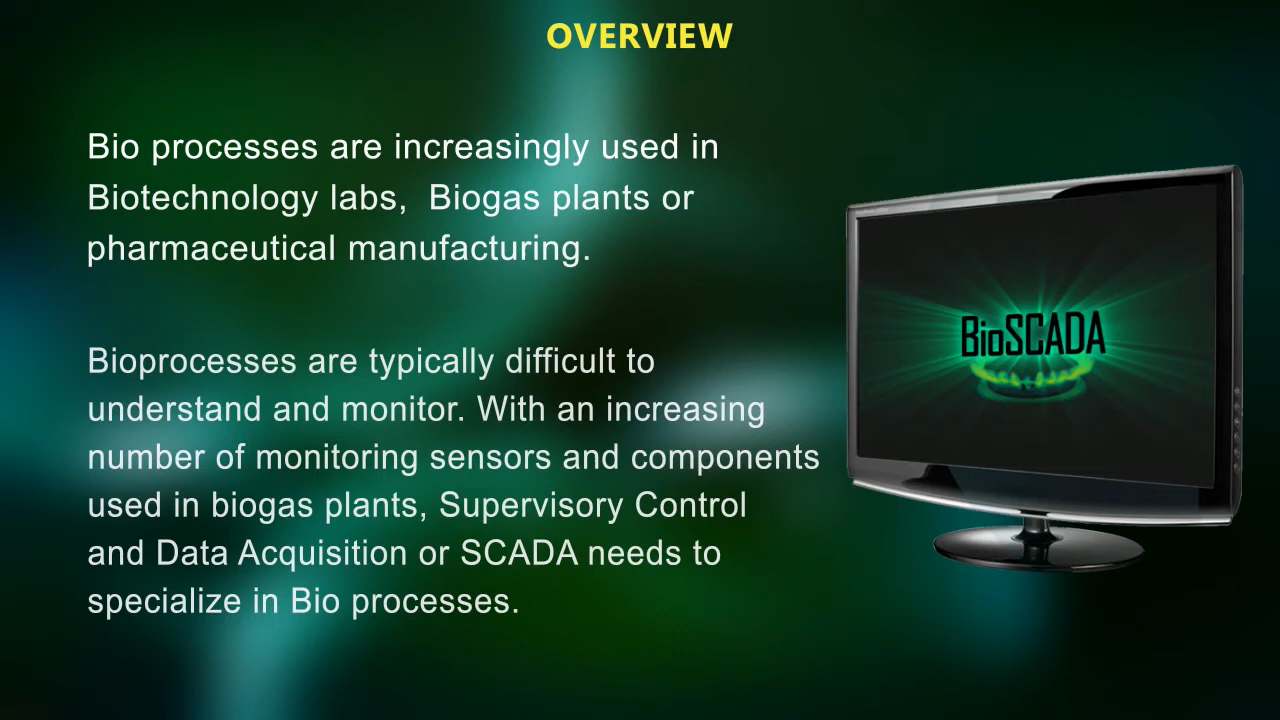 OVERVIEW
Bio processes are increasingly used in
Biotechnology labs,  Biogas plants or
pharmaceutical manufacturing.
Bioprocesses are typically difficult to
understand and monitor. With an increasing
number of monitoring sensors and components
used in biogas plants, Supervisory Control
and Data Acquisition or SCADA needs to
specialize in Bio processes.
BioSCADA